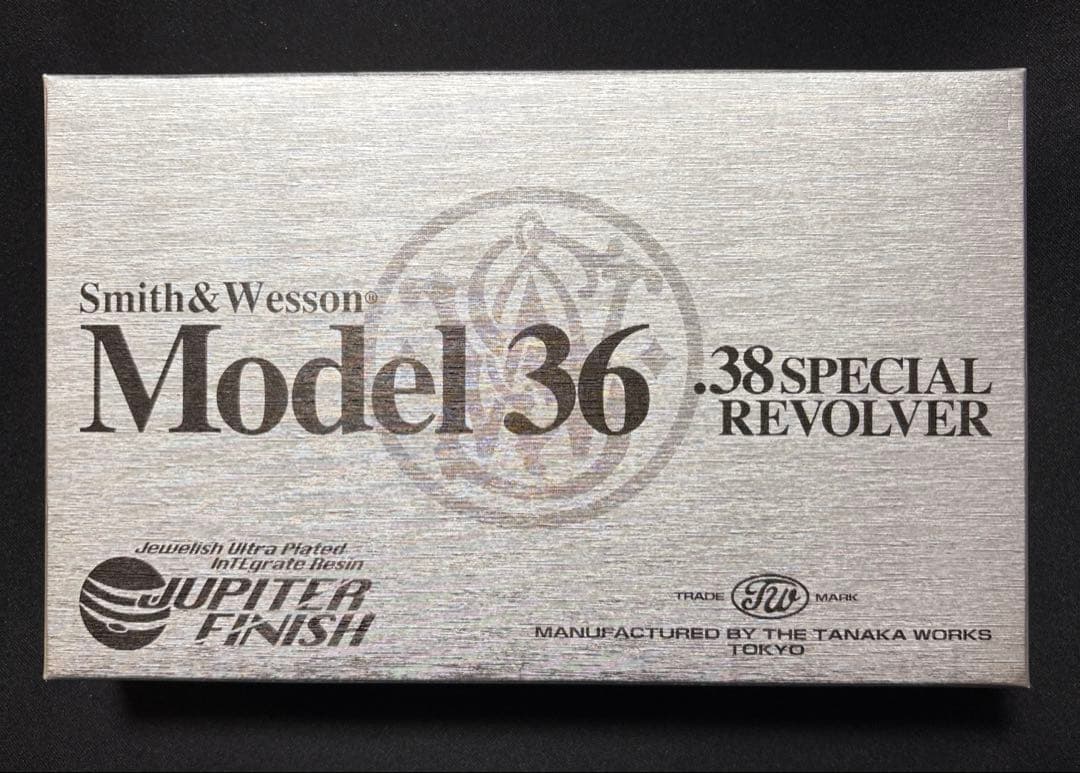 Smith&Wesson®
Model 36
.38 SPECIAL
REVOLVER
Jewelish Ultra Plated
InTEgrate Resin
JUPITER
FINISH
TRADE TW MARK
MANUFACTURED BY THE TANAKA WORKS
TOKYO